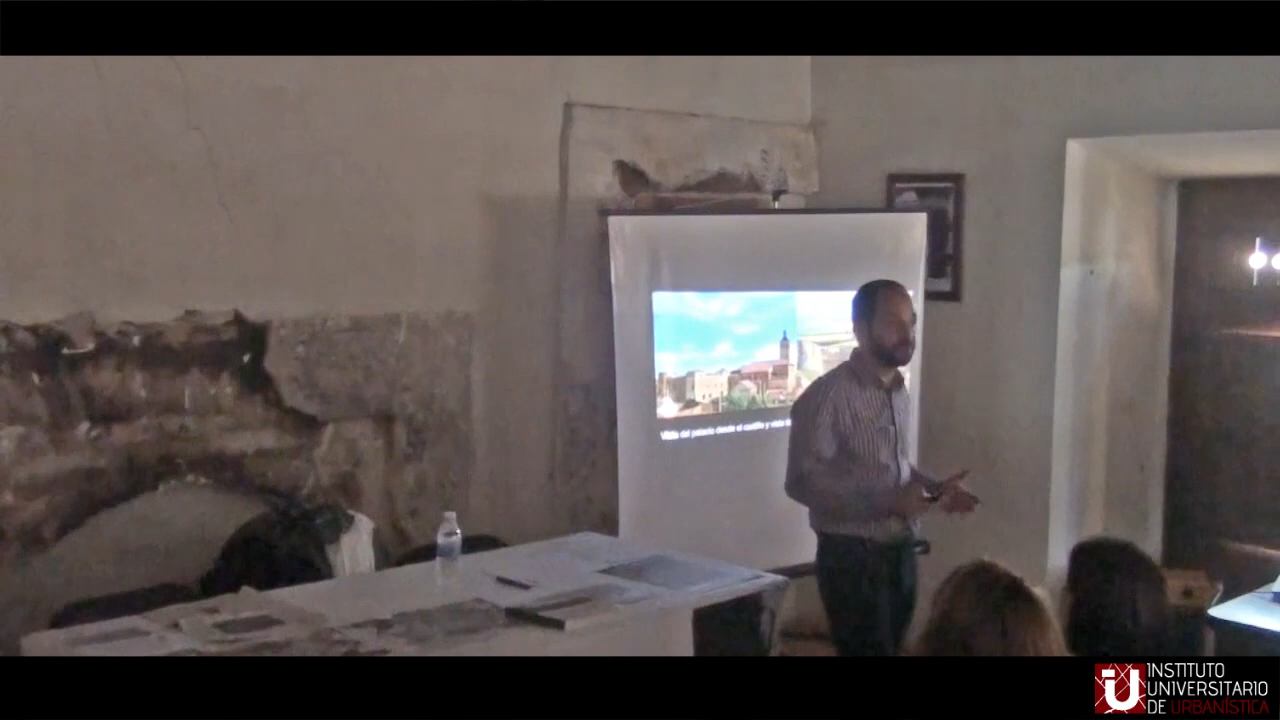 Vista del palacio desde el castillo y vista
INSTITUTO
UNIVERSITARIO
DE URBANÍSTICA